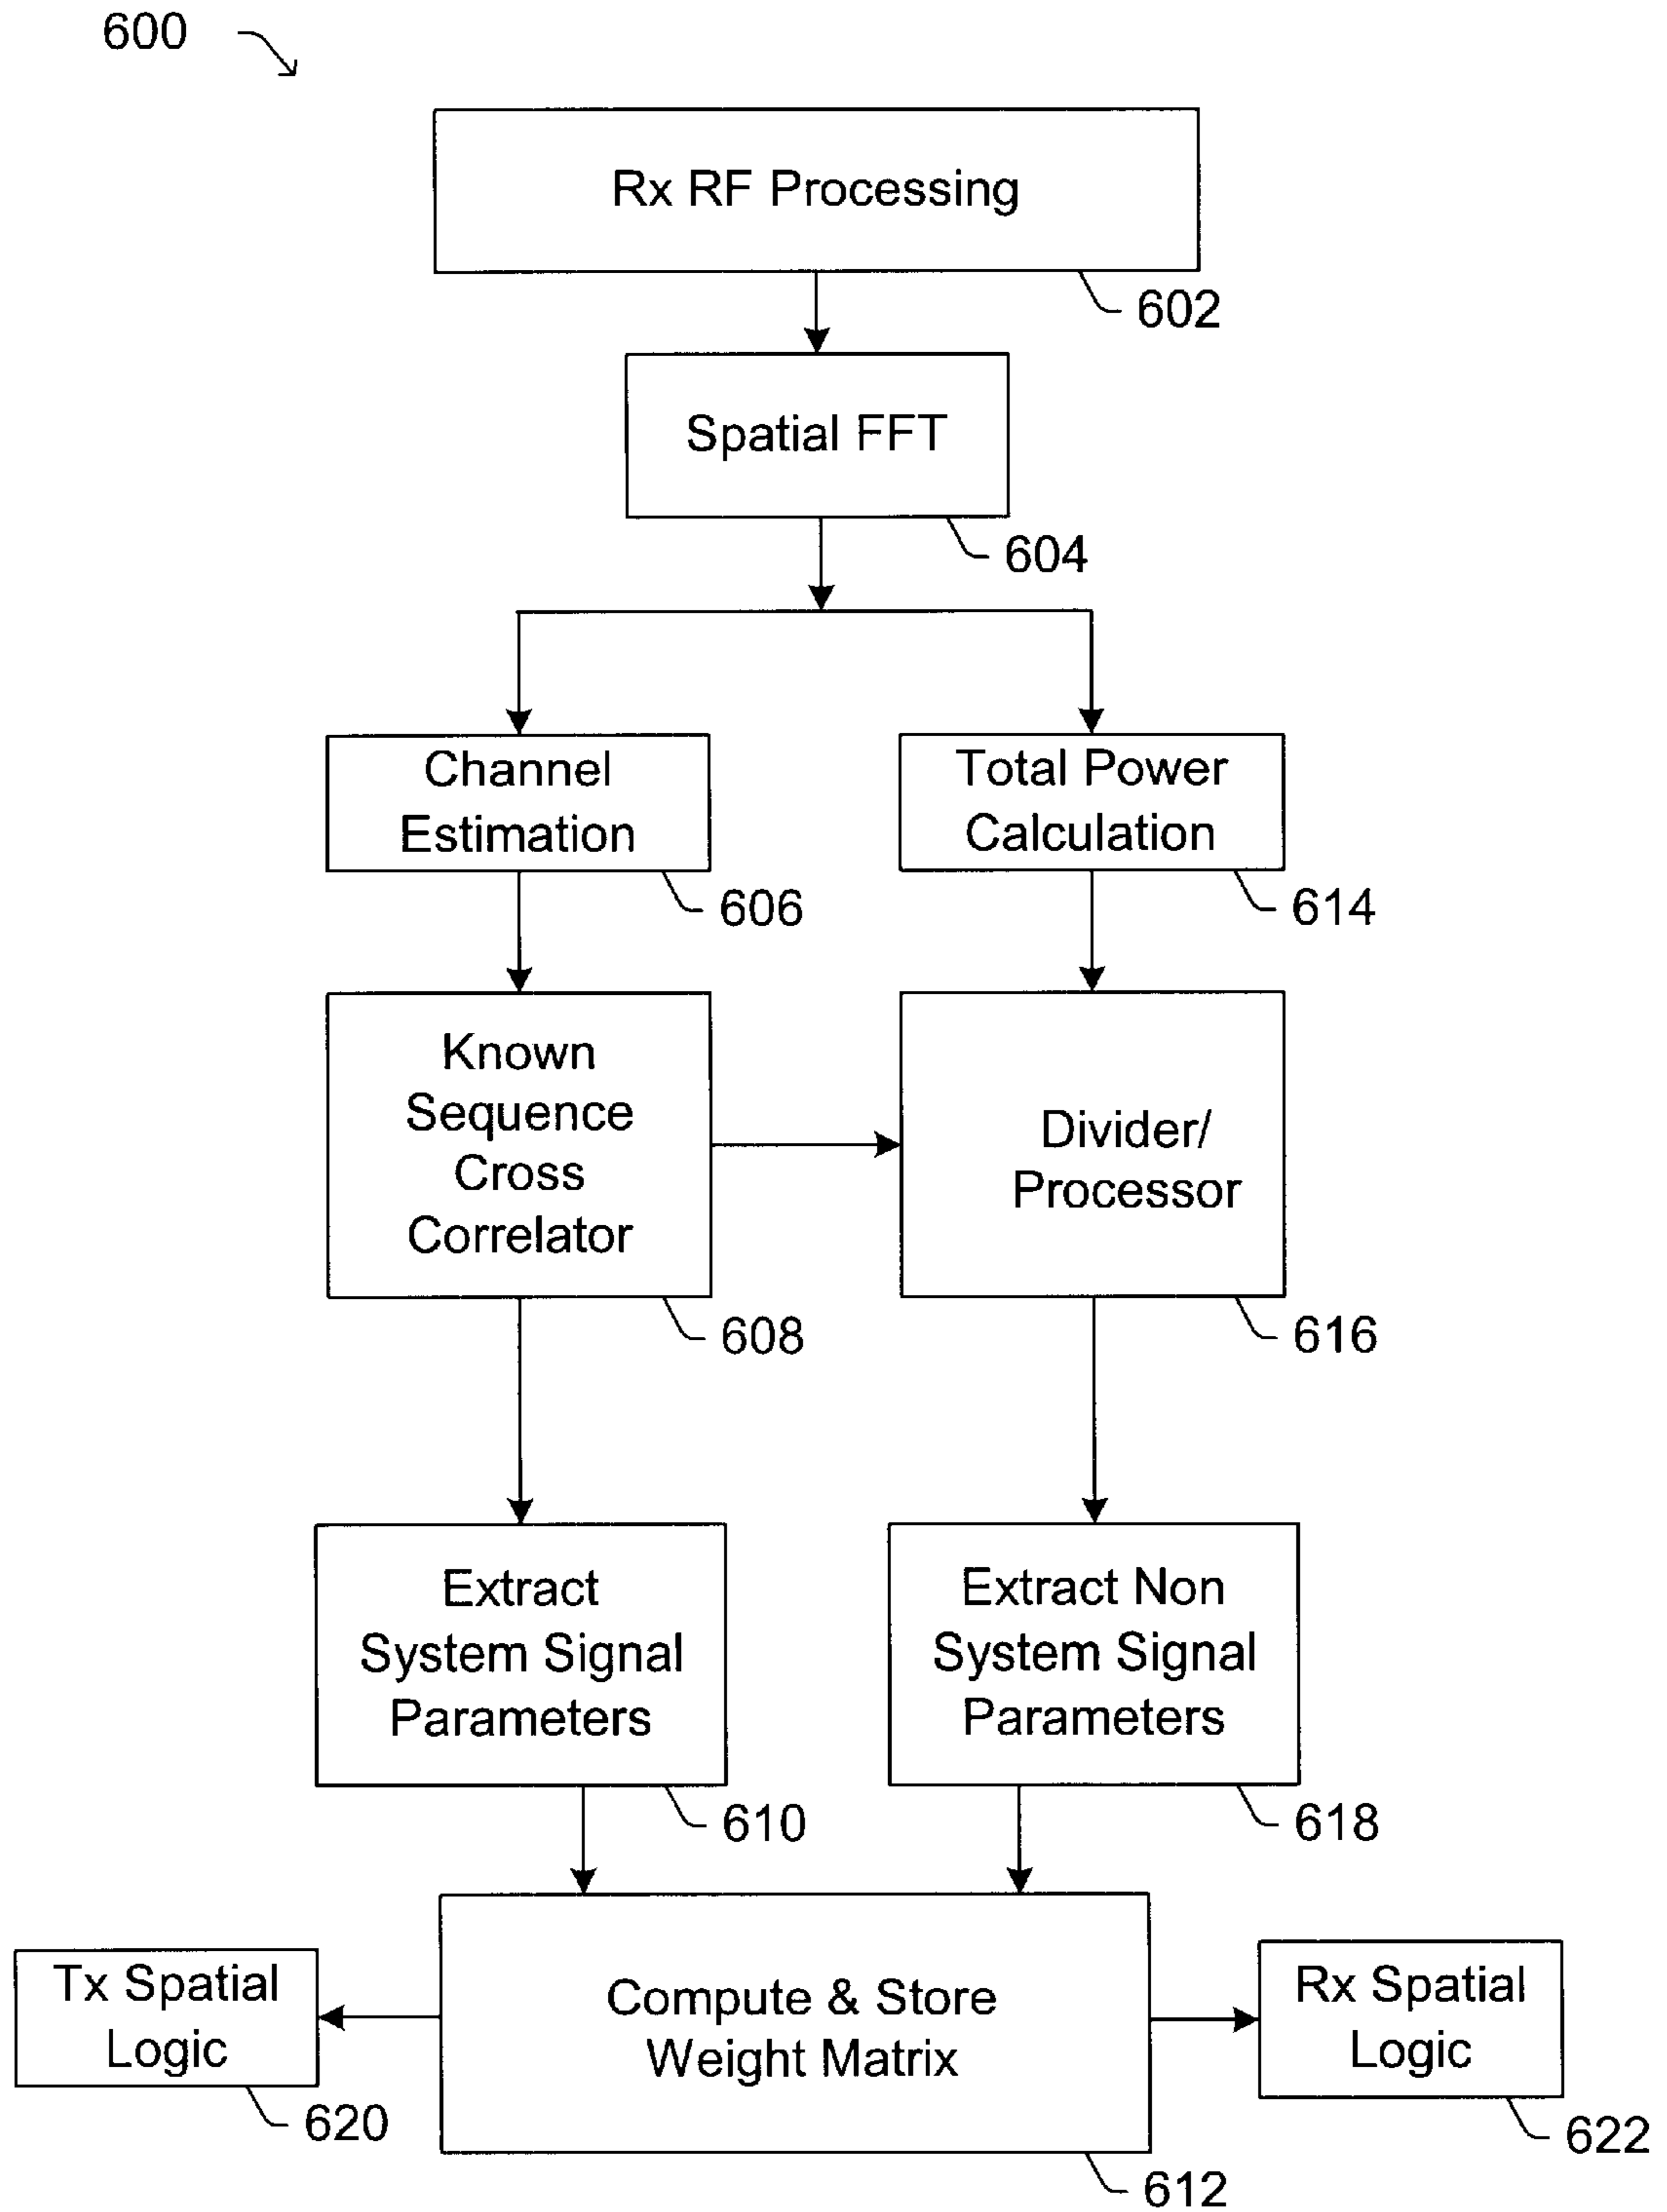 600
Rx RF Processing
602
Spatial FFT
604
Channel
Estimation
606
Total Power
Calculation
614
Known
Sequence
Cross
Correlator
608
Divider/
Processor
616
Extract
System Signal
Parameters
610
Extract Non
System Signal
Parameters
618
Tx Spatial
Logic
620
Compute & Store
Weight Matrix
612
Rx Spatial
Logic
622